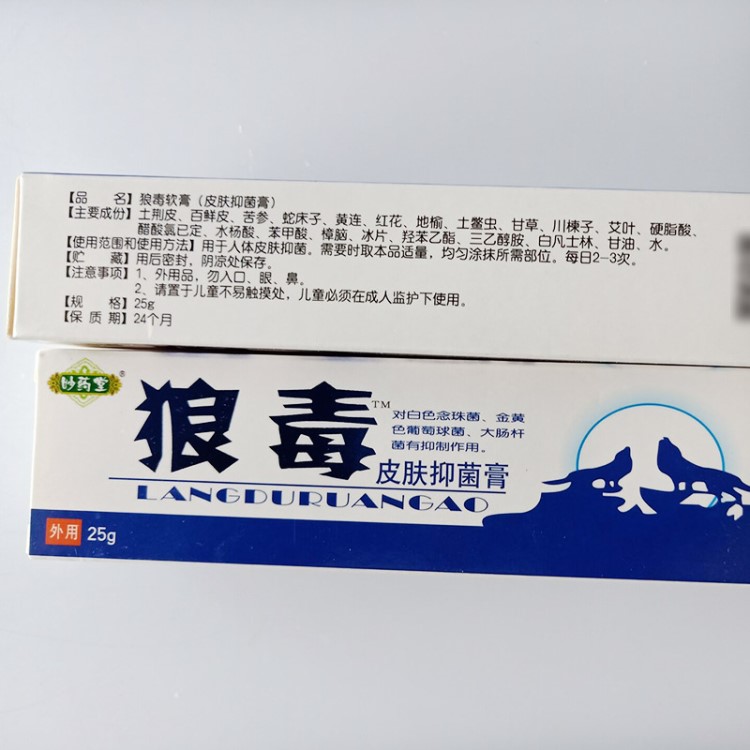 【品　　名】狼毒软膏（皮肤抑菌膏）
【主要成份】土荆皮、百鲜皮、苦参、蛇床子、黄连、红花、地榆、土鳖虫、甘草、川楝子、艾叶、硬脂酸、
醋酸氯已定、水杨酸、苯甲酸、樟脑、冰片、羟苯乙酯、三乙醇胺、白凡士林、甘油、水。
【使用范围和使用方法】用于人体皮肤抑菌。需要时取本品适量，均匀涂抹所需部位。每日2-3次。
【贮　　藏】用后密封，阴凉处保存。
【注意事项】1、外用品，勿入口、眼、鼻。
2、请置于儿童不易触摸处，儿童必须在成人监护下使用。
【规　　格】25g
【保 质 期】24个月
妙药堂®
狼毒™
对白色念珠菌、金黄
色葡萄球菌、大肠杆
菌有抑制作用。
皮肤抑菌膏
LANGDURUANGAO
外用 25g